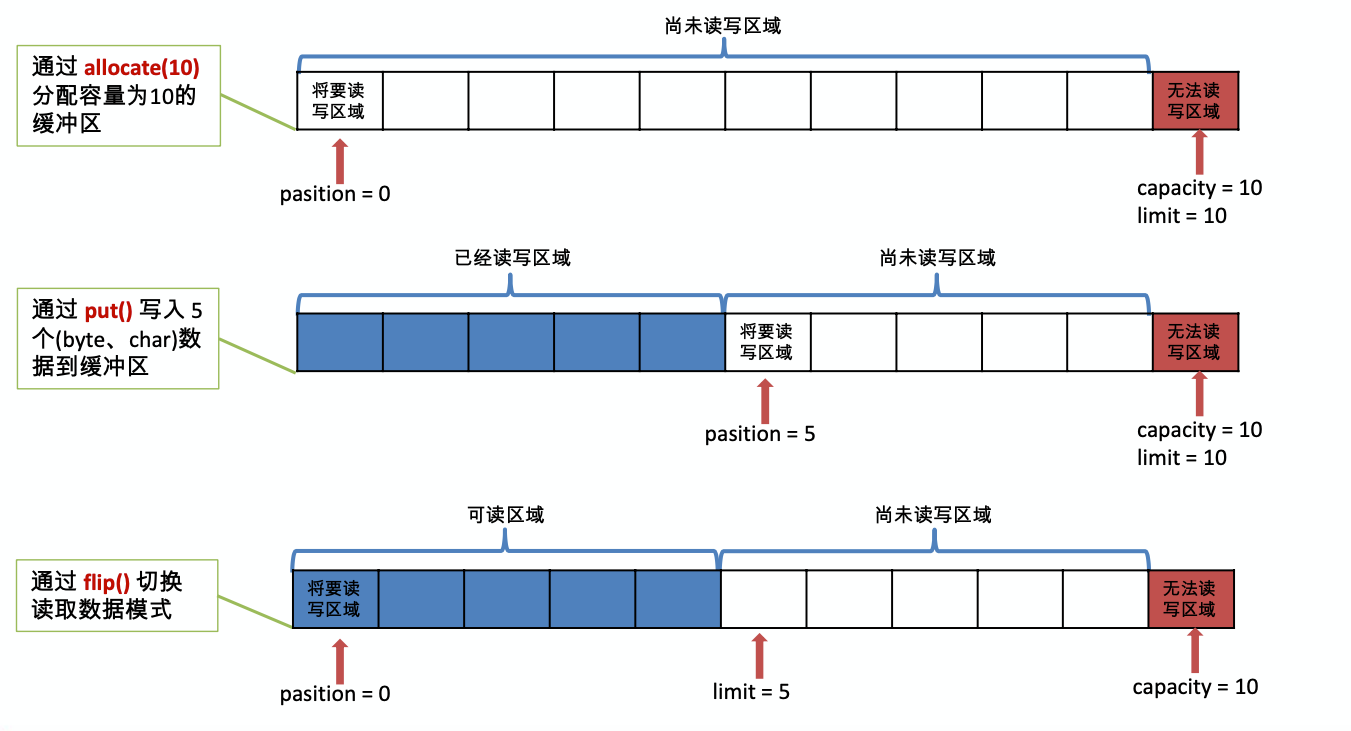 尚未读写区域
通过 allocate(10)
分配容量为10的
缓冲区
将要读
写区域
无法读
写区域
pasition = 0
capacity = 10
limit = 10
已经读写区域
尚未读写区域
通过 put() 写入 5
个(byte、char)数
据到缓冲区
将要读
写区域
无法读
写区域
pasition = 5
capacity = 10
limit = 10
可读区域
尚未读写区域
通过 flip() 切换
读取数据模式
将要读
写区域
无法读
写区域
pasition = 0
limit = 5
capacity = 10